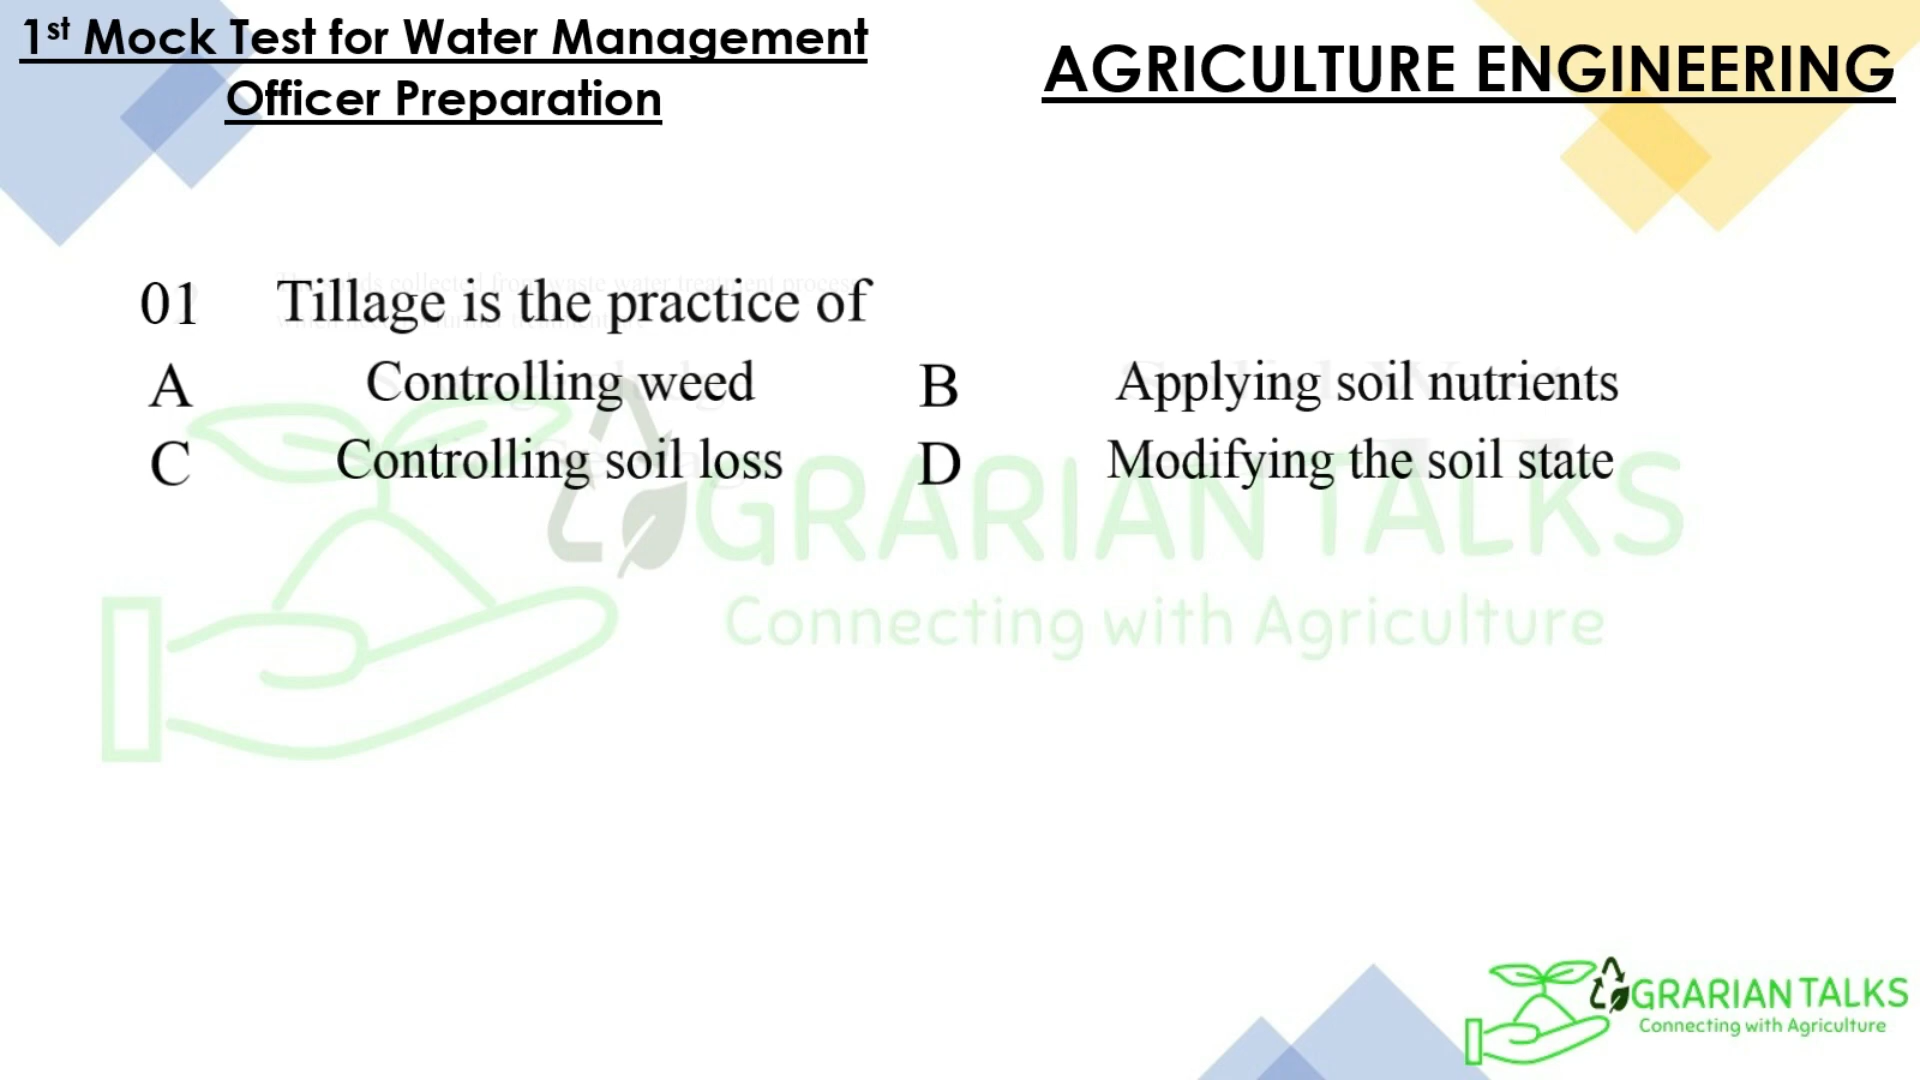 1st Mock Test for Water Management
Officer Preparation
AGRICULTURE ENGINEERING
01 Tillage is the practice of
A Controlling weed B Applying soil nutrients
C Controlling soil loss D Modifying the soil state
GRARIAN TALKS
Connecting with Agriculture
GRARIAN TALKS
Connecting with Agriculture